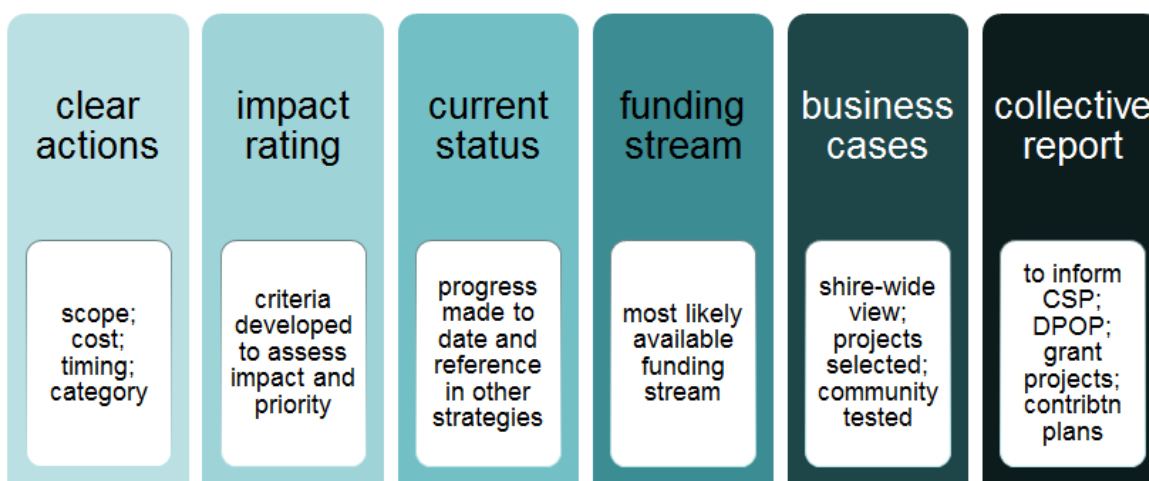 clear
actions
scope;
cost;
timing;
category
impact
rating
criteria
developed
to assess
impact and
priority
current
status
progress
made to
date and
reference
in other
strategies
funding
stream
most likely
available
funding
stream
business
cases
shire-wide
view;
projects
selected;
community
tested
collective
report
to inform
CSP;
DPOP;
grant
projects;
contribtn
plans